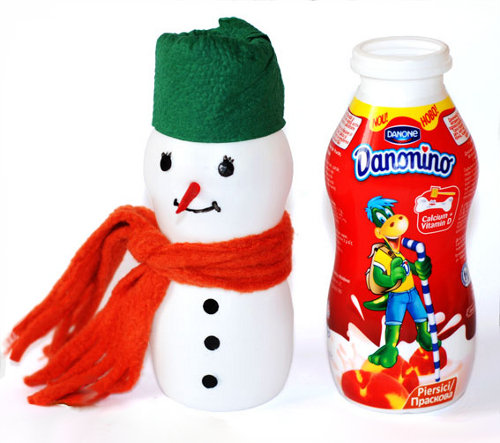 NOU!
НОВО!
DANONE
Danonino
Calcium +
Vitamin D
Piersici/
Праскова